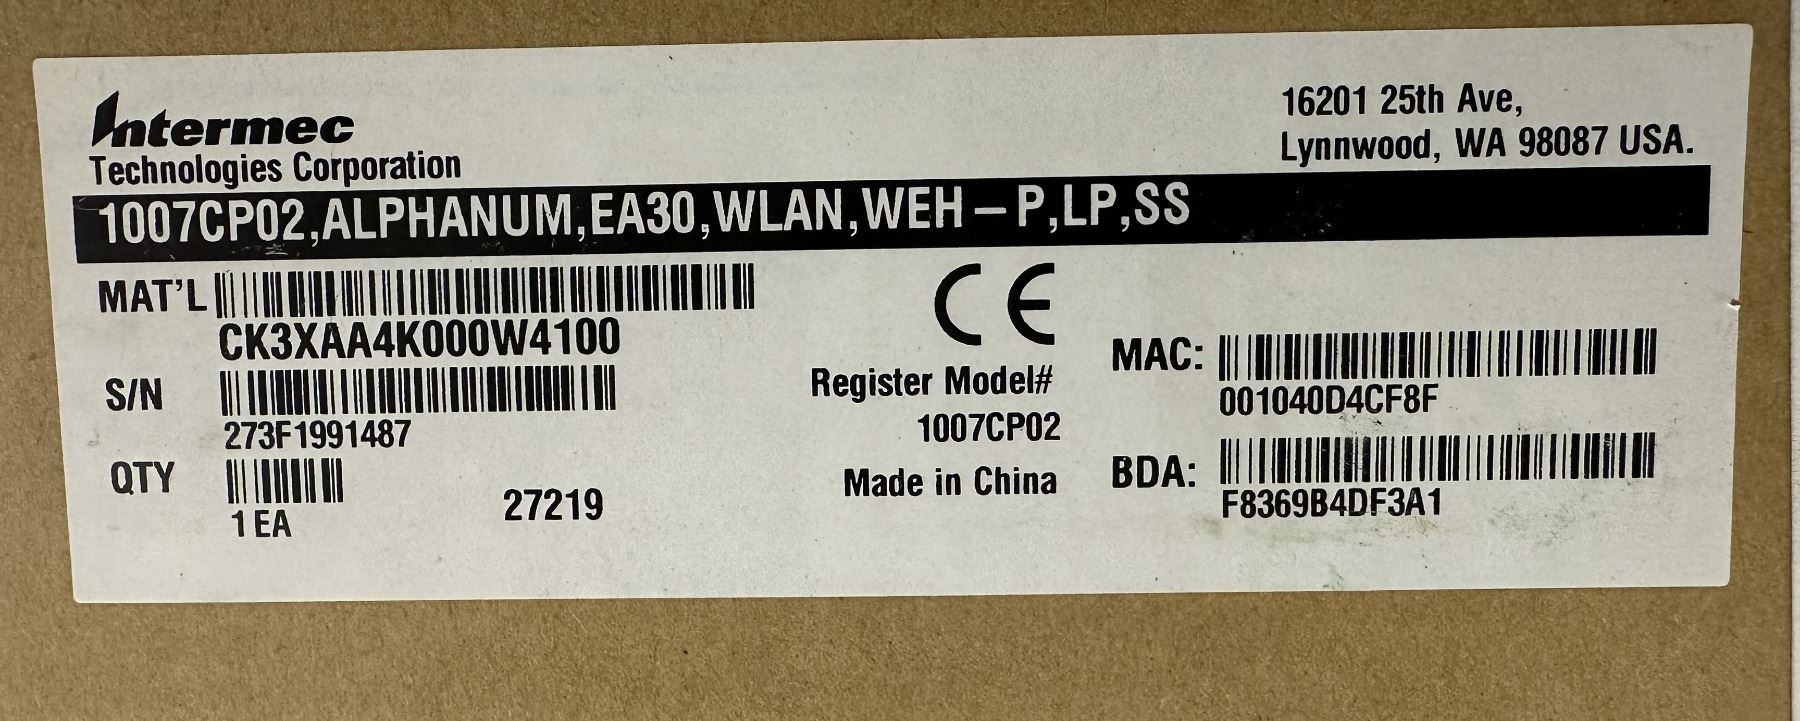 Intermec
Technologies Corporation
16201 25th Ave,
Lynnwood, WA 98087 USA.
1007CP02,ALPHANUM,EA30,WLAN,WEH – P,LP,SS
MAT'L
CK3XAA4K000W4100
S/N
273F1991487
QTY
1 EA
27219
CE
Register Model#
1007CP02
Made in China
MAC:
001040D4CF8F
BDA:
F8369B4DF3A1